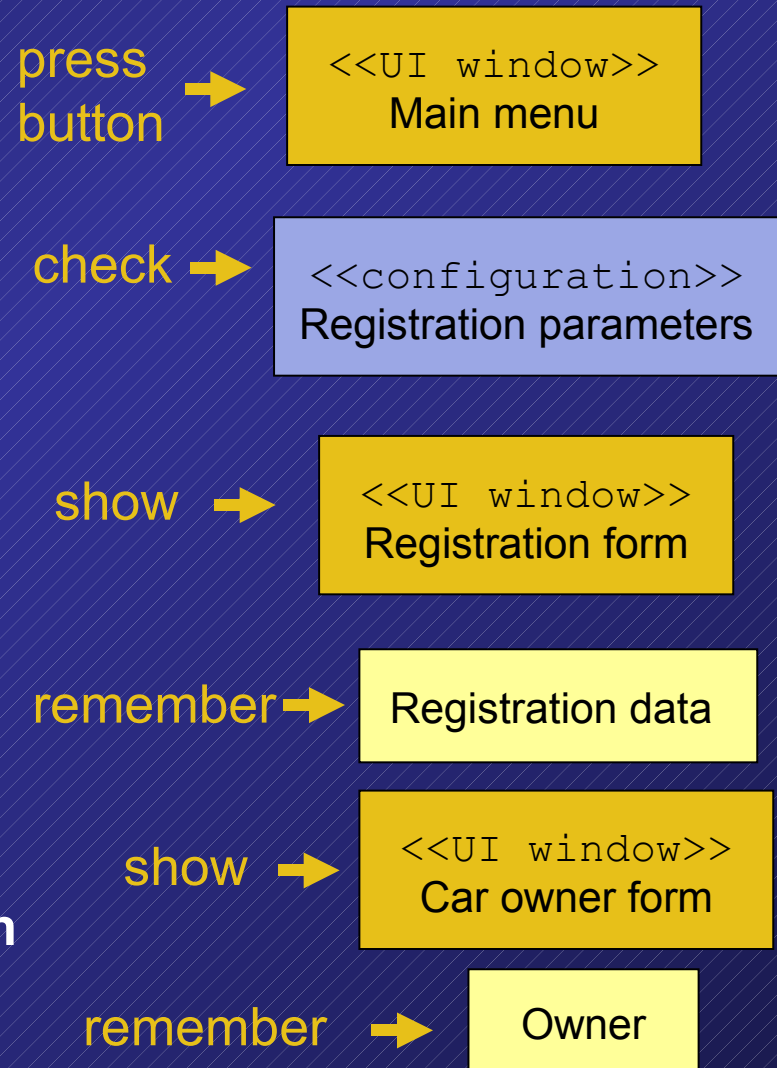 press
button
<<UI window>>
Main menu
check
<<configuration>>
Registration parameters
show
<<UI window>>
Registration form
remember
Registration data
show
<<UI window>>
Car owner form
n
remember
Owner